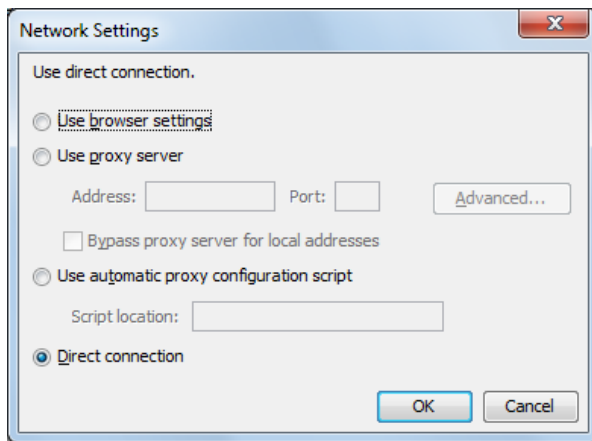 Network Settings
Use direct connection.
Use browser settings
Use proxy server
Address: Port: Advanced...
Bypass proxy server for local addresses
Use automatic proxy configuration script
Script location:
Direct connection
OK Cancel